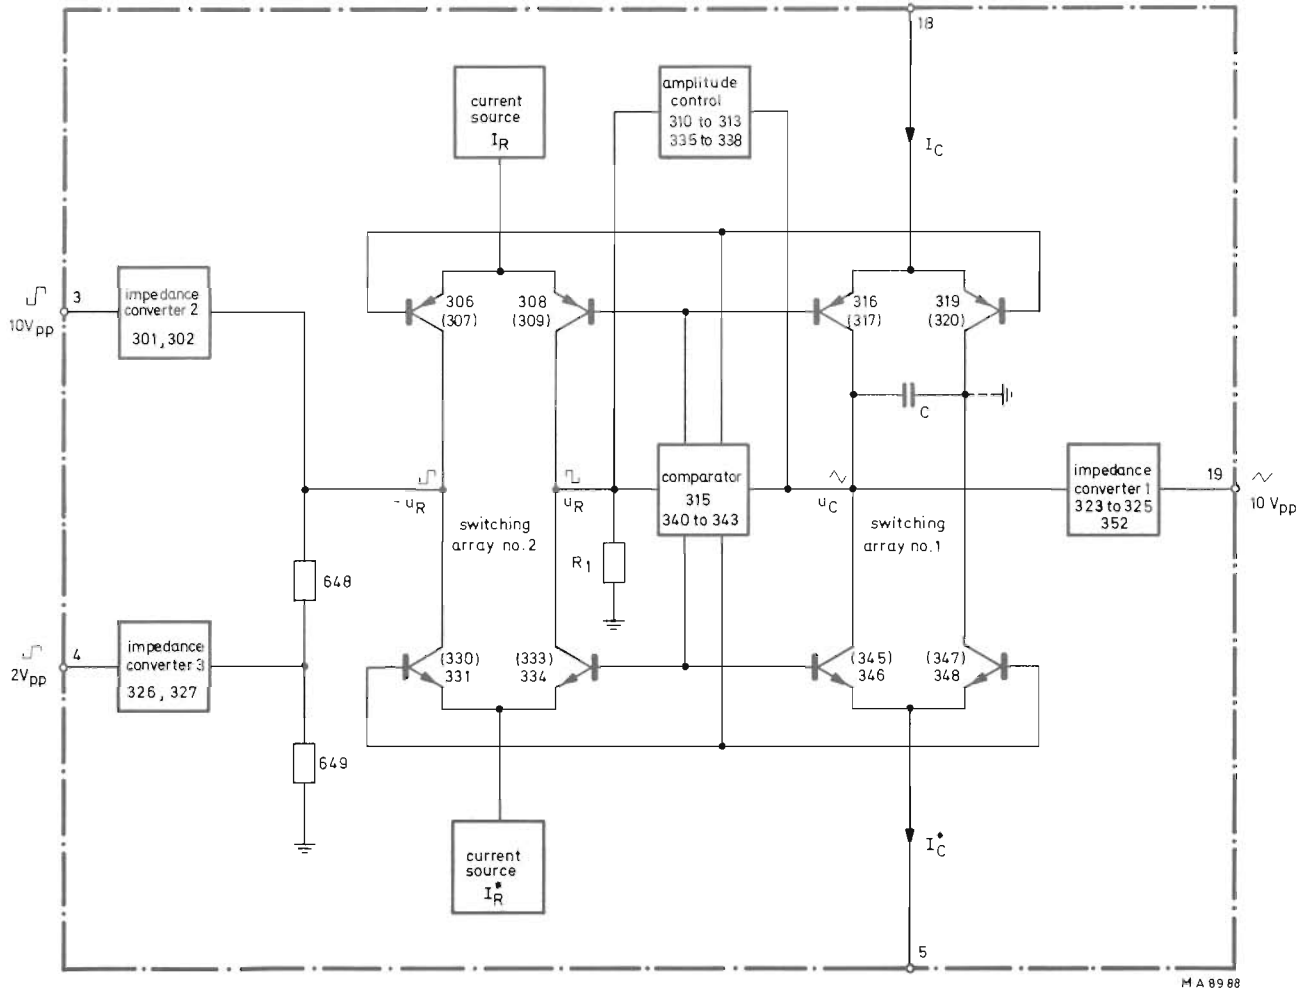 18
current
source
I_R
amplitude
control
310 to 313
335 to 338
I_C
3
10V_pp
impedance
converter 2
301, 302
306
(307)
308
(309)
316
(317)
319
(320)
C
-u_R
u_R
comparator
315
340 to 343
u_C
impedance
converter 1
323 to 325
352
19
10 V_pp
switching
array no.2
switching
array no.1
R_1
648
4
2V_pp
impedance
converter 3
326, 327
(330)
331
(333)
334
(345)
346
(347)
348
649
current
source
I_R*
I_C*
5
MA 8988